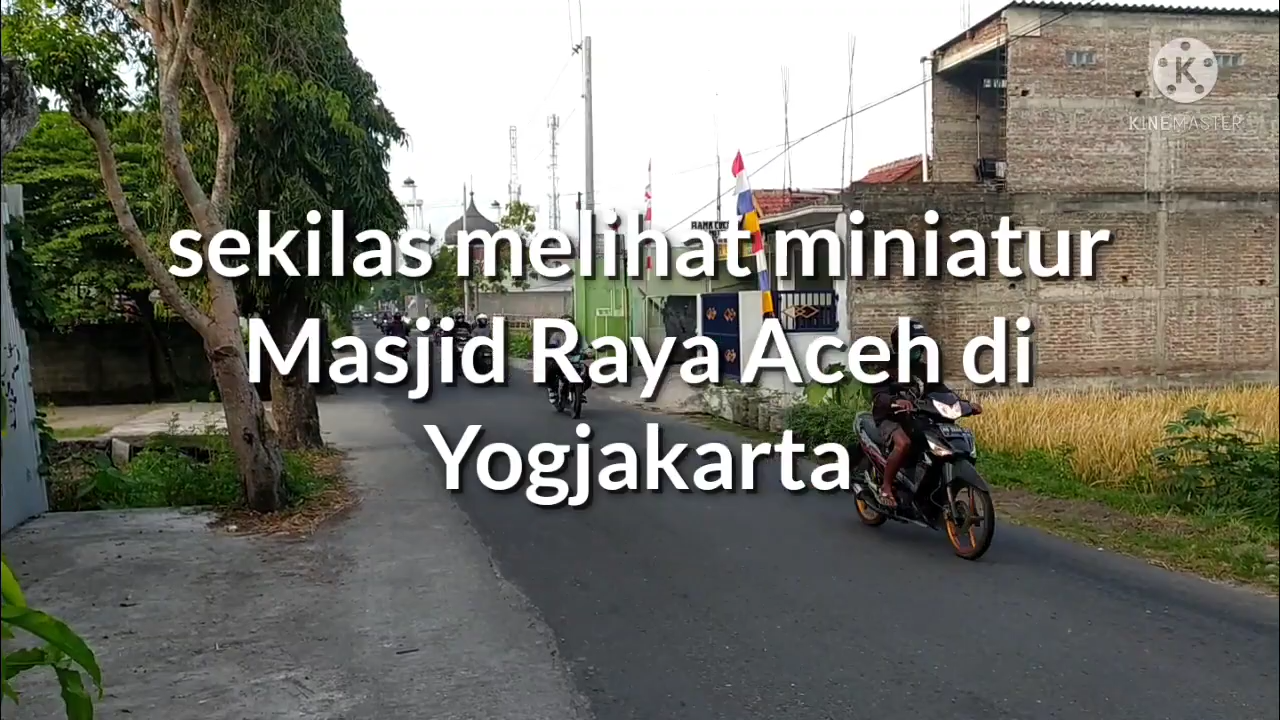 K
KINEMASTER
sekilas melihat miniatur
Masjid Raya Aceh di
Yogjakarta